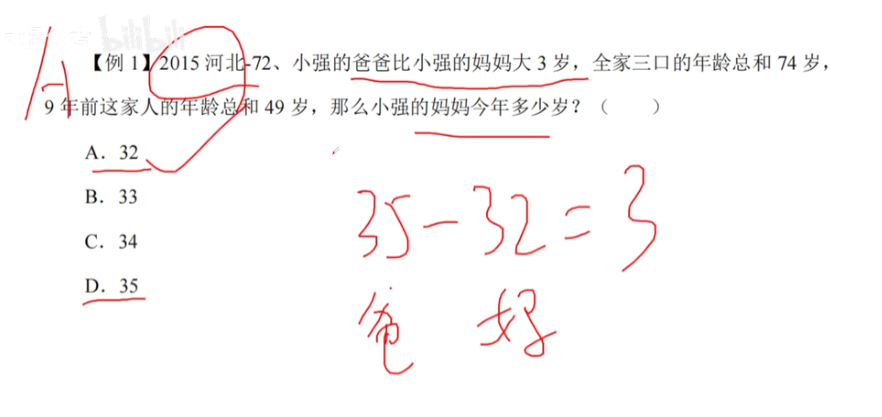 bilibili
【例 1】2015 河北-72、小强的爸爸比小强的妈妈大 3 岁，全家三口的年龄总和 74 岁，
9 年前这家人的年龄总和 49 岁，那么小强的妈妈今年多少岁？（　　）
A. 32
B. 33
C. 34
D. 35
35-32=3
爸 妈